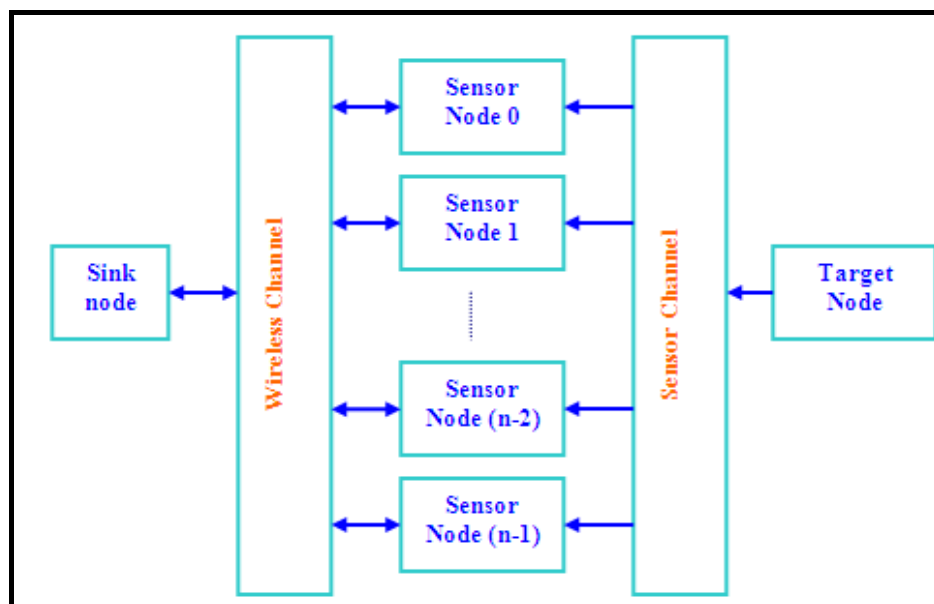 Sensor
Node 0
Sensor
Node 1
Sink
node
Wireless Channel
Sensor Channel
Target
Node
Sensor
Node (n-2)
Sensor
Node (n-1)